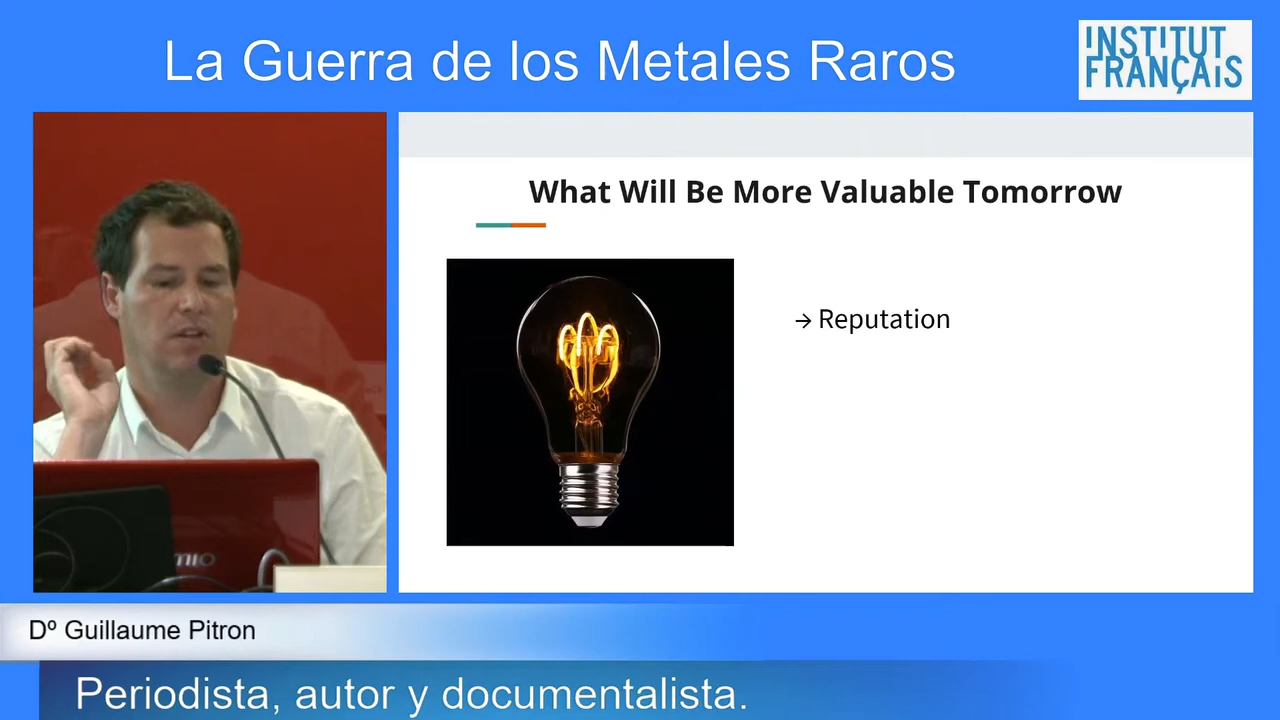 La Guerra de los Metales Raros
INSTITUT
FRANÇAIS
What Will Be More Valuable Tomorrow
→ Reputation
Dº Guillaume Pitron
Periodista, autor y documentalista.